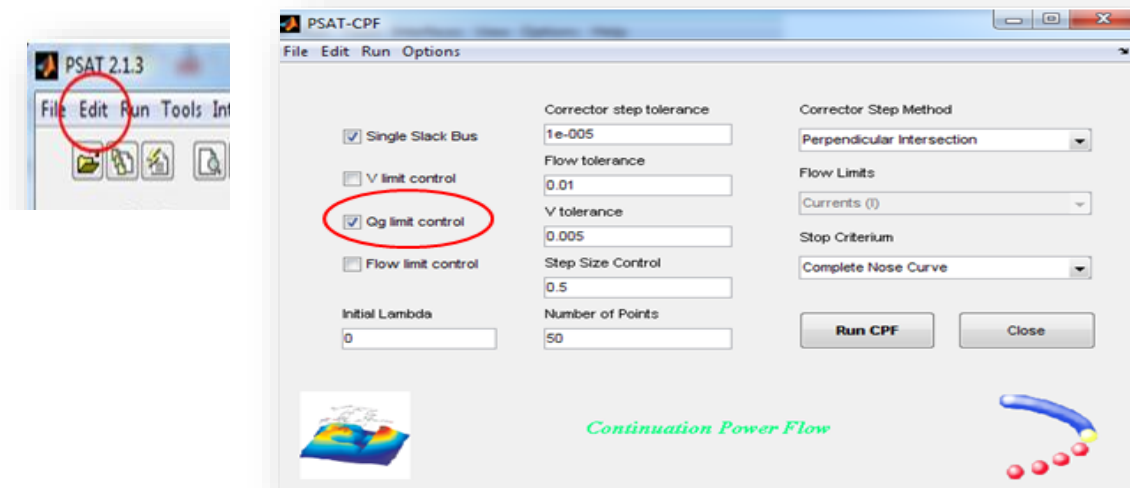 PSAT 2.1.3
File Edit Run Tools
PSAT-CPF
File Edit Run Options
Single Slack Bus
V limit control
Qg limit control
Flow limit control
Initial Lambda
0
Corrector step tolerance
1e-005
Flow tolerance
0.01
V tolerance
0.005
Step Size Control
0.5
Number of Points
50
Corrector Step Method
Perpendicular Intersection
Flow Limits
Currents (I)
Stop Criterium
Complete Nose Curve
Run CPF
Close
Continuation Power Flow